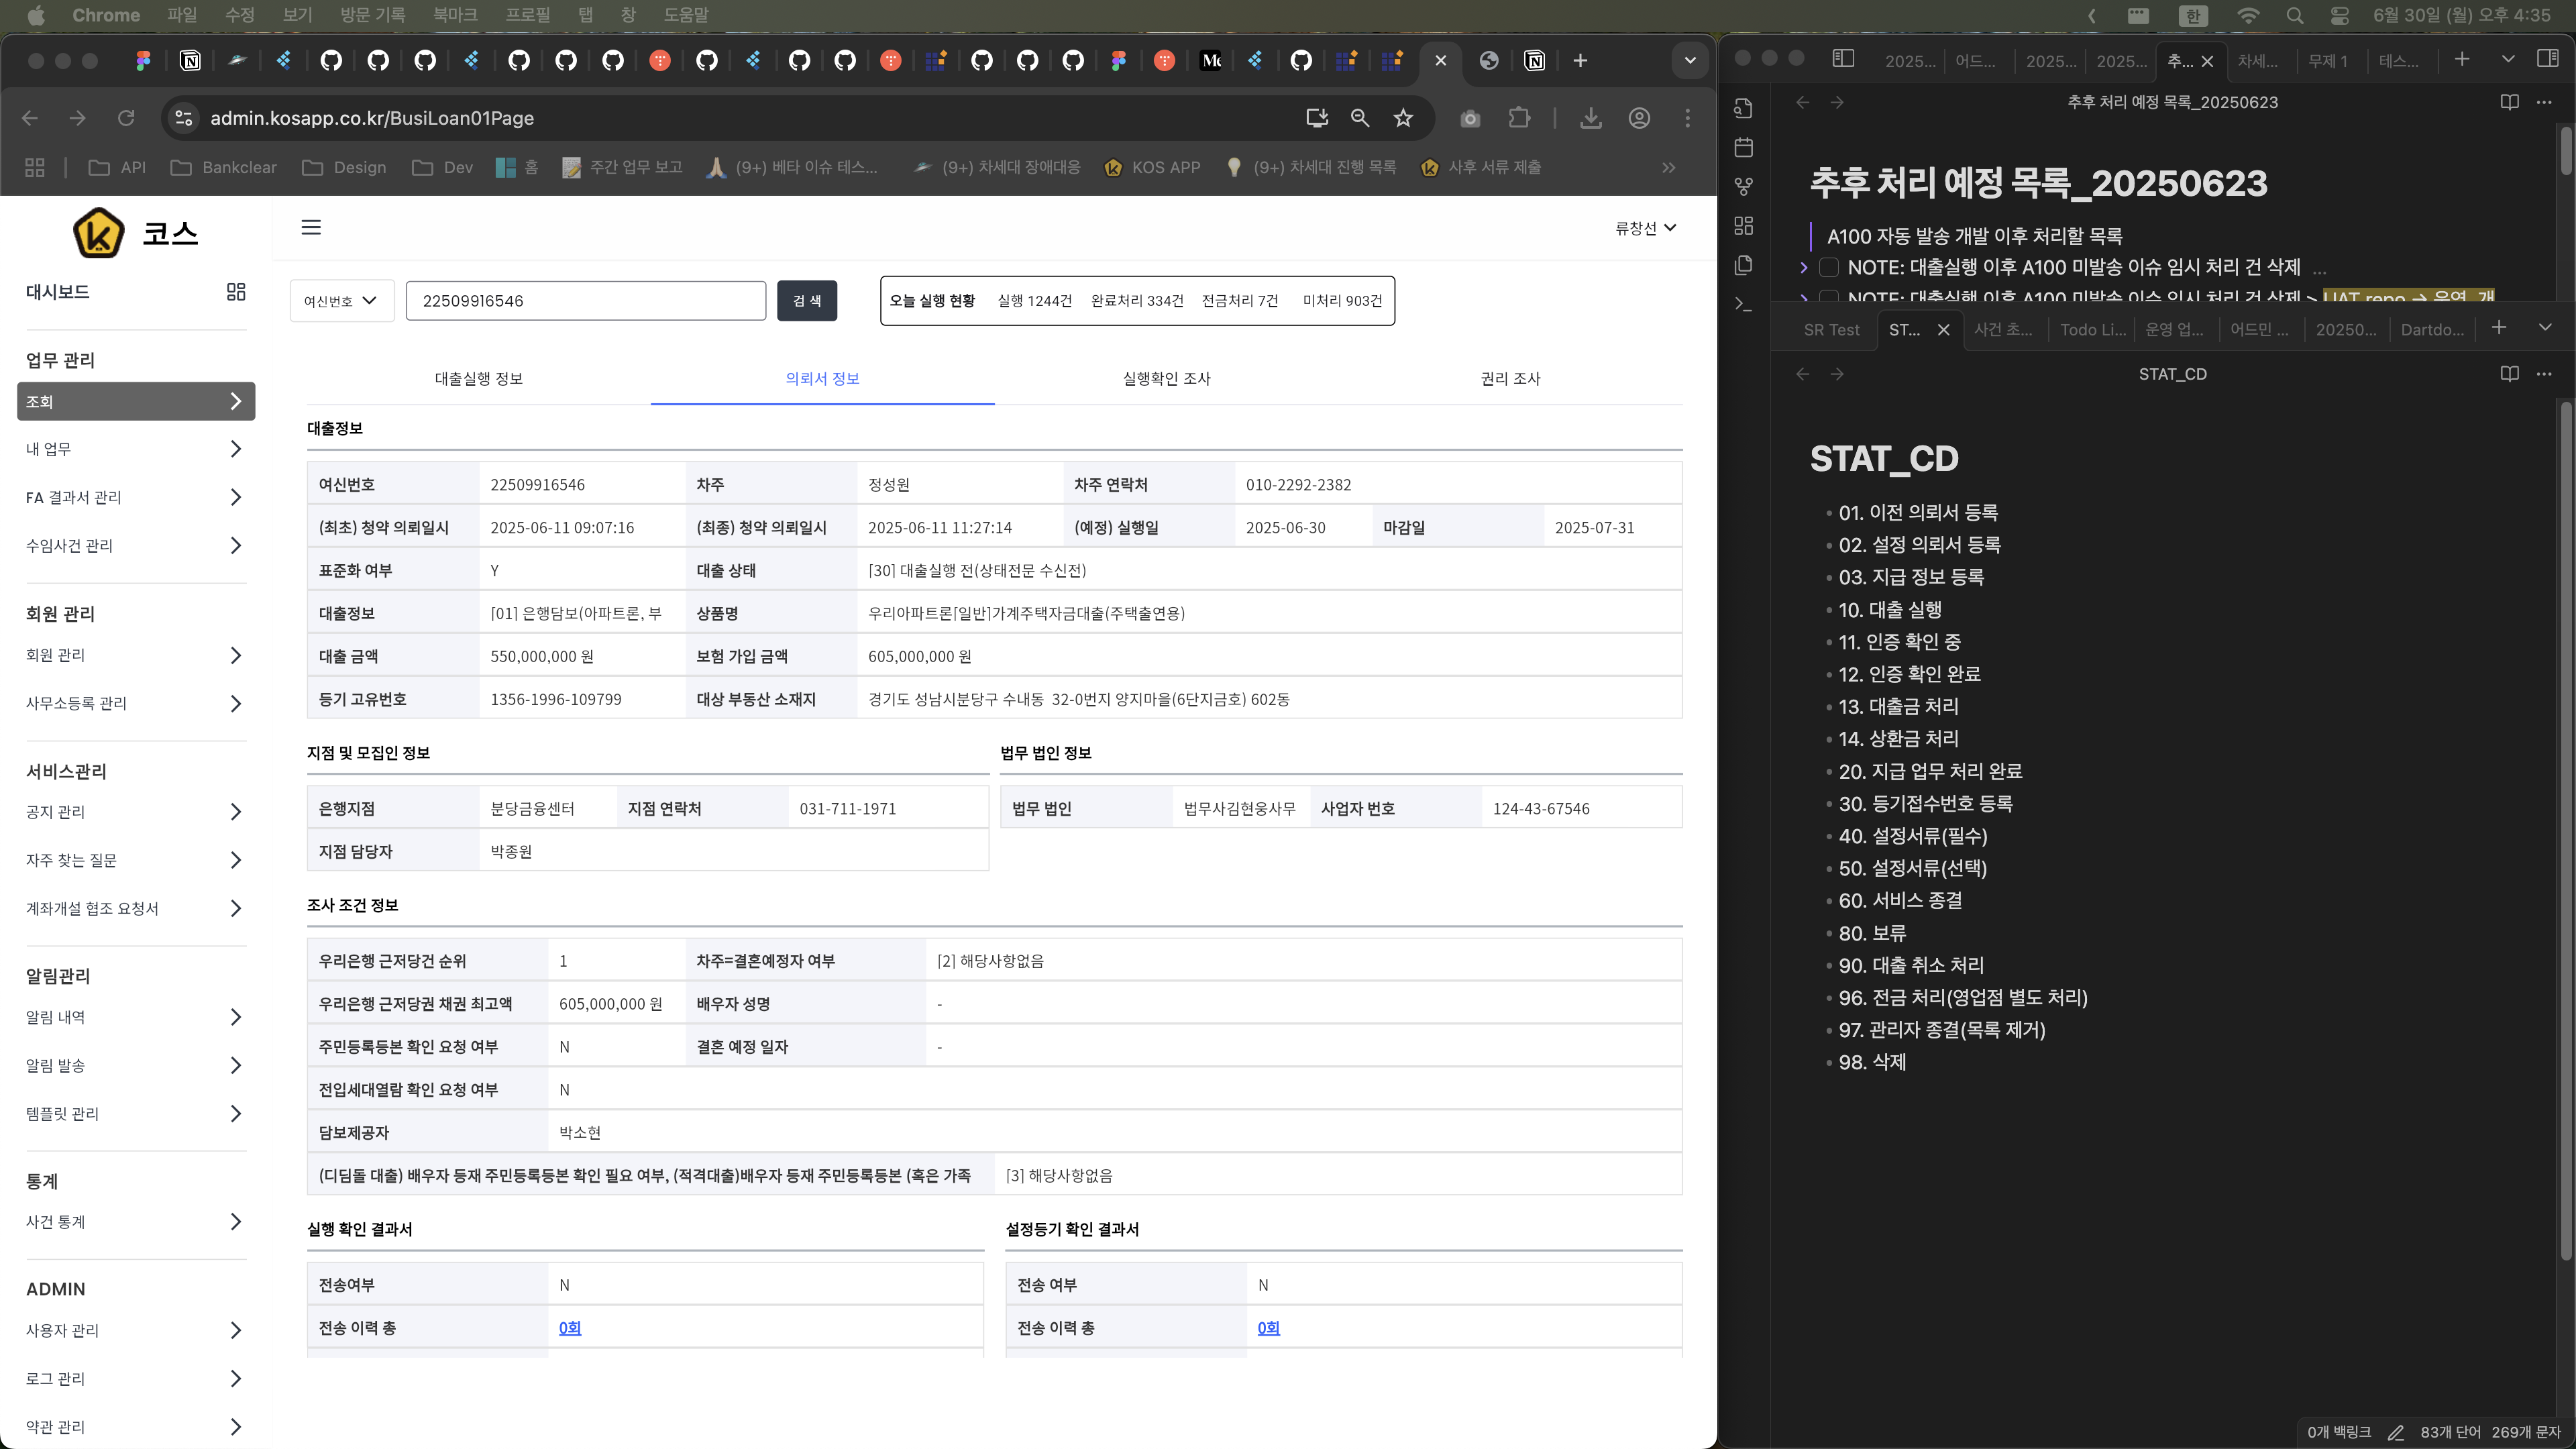 Chrome 파일 수정 보기 방문 기록 북마크 프로필 탭 창 도움말
한 6월 30일 (월) 오후 4:35
admin.kosapp.co.kr/BusiLoan01Page
API Bankclear Design Dev 홈 주간 업무 보고 (9+) 베타 이슈 테스... (9+) 차세대 장애대응 KOS APP (9+) 차세대 진행 목록 사후 서류 제출
코스
대시보드
업무 관리
조회
내 업무
FA 결과서 관리
수임사건 관리
회원 관리
회원 관리
사무소등록 관리
서비스관리
공지 관리
자주 찾는 질문
계좌개설 협조 요청서
알림관리
알림 내역
알림 발송
템플릿 관리
통계
사건 통계
ADMIN
사용자 관리
로그 관리
약관 관리
류창선
여신번호 22509916546 검 색 오늘 실행 현황 실행 1244건 완료처리 334건 전금처리 7건 미처리 903건
대출실행 정보 의뢰서 정보 실행확인 조사 권리 조사
대출정보
여신번호 22509916546 차주 정성원 차주 연락처 010-2292-2382
(최초) 청약 의뢰일시 2025-06-11 09:07:16 (최종) 청약 의뢰일시 2025-06-11 11:27:14 (예정) 실행일 2025-06-30 마감일 2025-07-31
표준화 여부 Y 대출 상태 [30] 대출실행 전(상태전문 수신전)
대출정보 [01] 은행담보(아파트론, 부 상품명 우리아파트론[일반]가계주택자금대출(주택출연용)
대출 금액 550,000,000 원 보험 가입 금액 605,000,000 원
등기 고유번호 1356-1996-109799 대상 부동산 소재지 경기도 성남시분당구 수내동 32-0번지 양지마을(6단지금호) 602동
지점 및 모집인 정보
은행지점 분당금융센터 지점 연락처 031-711-1971
지점 담당자 박종원
법무 법인 정보
법무 법인 법무사김현웅사무 사업자 번호 124-43-67546
조사 조건 정보
우리은행 근저당건 순위 1 차주=결혼예정자 여부 [2] 해당사항없음
우리은행 근저당권 채권 최고액 605,000,000 원 배우자 성명 -
주민등록등본 확인 요청 여부 N 결혼 예정 일자 -
전입세대열람 확인 요청 여부 N
담보제공자 박소현
(디딤돌 대출) 배우자 등재 주민등록등본 확인 필요 여부, (적격대출)배우자 등재 주민등록등본 (혹은 가족 [3] 해당사항없음
실행 확인 결과서
전송여부 N
전송 이력 총 0회
설정등기 확인 결과서
전송 여부 N
전송 이력 총 0회
2025... 어드... 2025... 2025... 추... 차세... 무제 1 테스...
추후 처리 예정 목록_20250623
추후 처리 예정 목록_20250623
A100 자동 발송 개발 이후 처리할 목록
NOTE: 대출실행 이후 A100 미발송 이슈 임시 처리 건 삭제 ...
NOTE: 대출실행 이후 A100 미발송 이슈 임시 처리 건 삭제 > UAT repo → 운영, 개
SR Test ST... 사건 초... Todo Li... 운영 업... 어드민 ... 20250... Dartdo...
STAT_CD
STAT_CD
01. 이전 의뢰서 등록
02. 설정 의뢰서 등록
03. 지급 정보 등록
10. 대출 실행
11. 인증 확인 중
12. 인증 확인 완료
13. 대출금 처리
14. 상환금 처리
20. 지급 업무 처리 완료
30. 등기접수번호 등록
40. 설정서류(필수)
50. 설정서류(선택)
60. 서비스 종결
80. 보류
90. 대출 취소 처리
96. 전금 처리(영업점 별도 처리)
97. 관리자 종결(목록 제거)
98. 삭제
0개 백링크 83개 단어 269개 문자